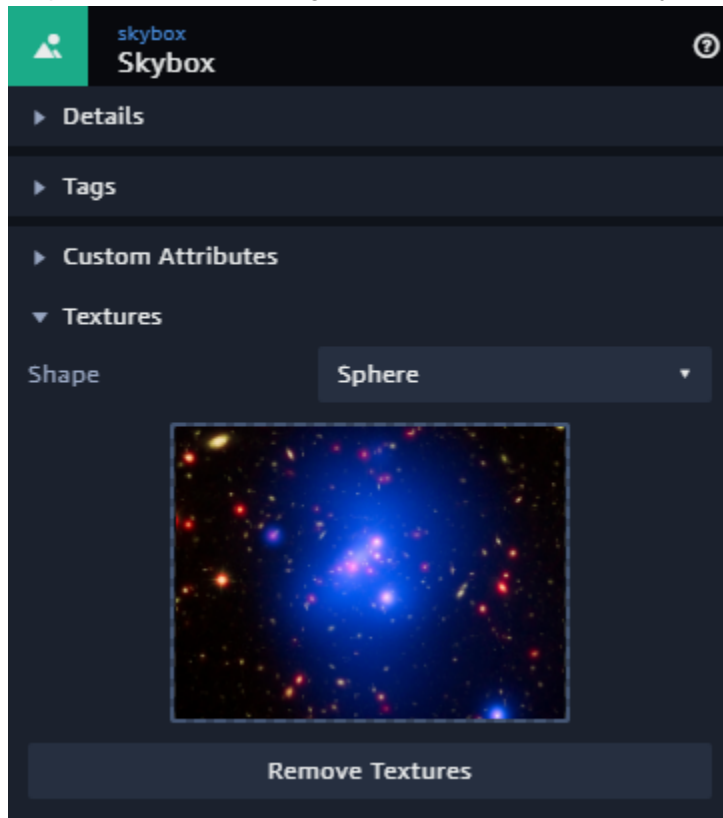 skybox
Skybox
Details
Tags
Custom Attributes
Textures
Shape Sphere
Remove Textures